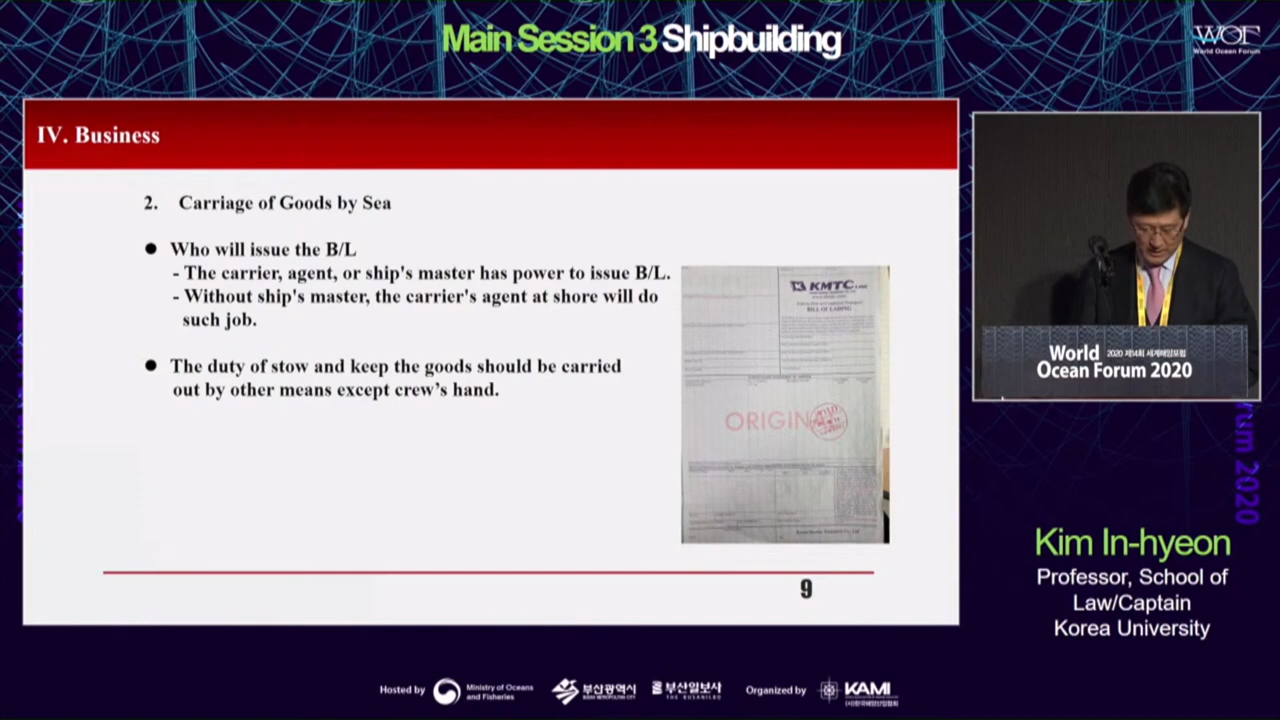 Main Session 3 Shipbuilding
WOF
World Ocean Forum
IV. Business
2. Carriage of Goods by Sea
● Who will issue the B/L
- The carrier, agent, or ship's master has power to issue B/L.
- Without ship's master, the carrier's agent at shore will do
such job.
● The duty of stow and keep the goods should be carried
out by other means except crew's hand.
KMTC LINE
BILL OF LADING
ORIGIN
9
World 2020 제14회 세계해양포럼
Ocean Forum 2020
rum 2020
Kim In-hyeon
Professor, School of
Law/Captain
Korea University
Hosted by
Ministry of Oceans
and Fisheries
부산광역시
BUSAN METROPOLITAN CITY
부산일보사
THE BUSANILBO
Organized by
KAMI
(사)한국해양산업협회